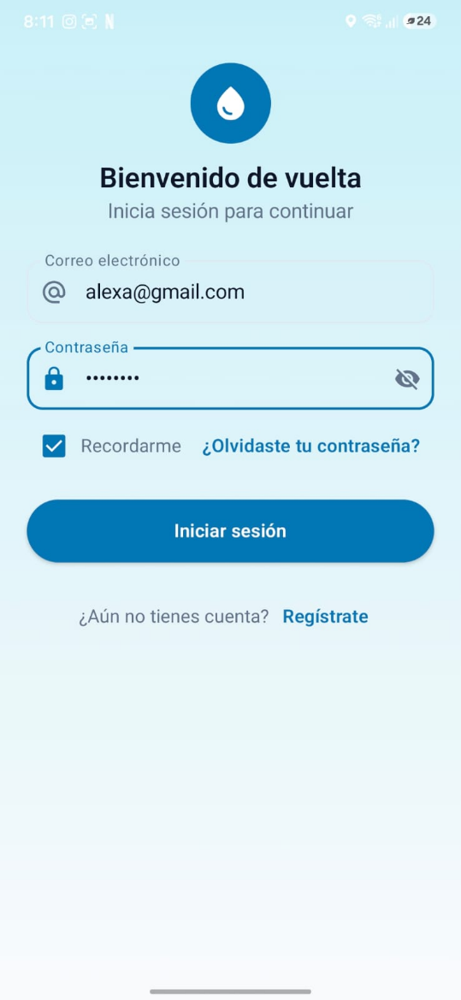 8:11 N 24
Bienvenido de vuelta
Inicia sesión para continuar
Correo electrónico
@ alexa@gmail.com
Contraseña
••••••••
Recordarme ¿Olvidaste tu contraseña?
Iniciar sesión
¿Aún no tienes cuenta? Regístrate